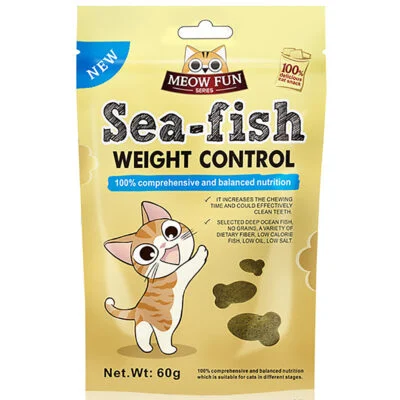 NEW
MEOW FUN
SERIES
100%
delicious
cat snack
Sea-fish
WEIGHT CONTROL
100% comprehensive and balanced nutrition
✓ IT INCREASES THE CHEWING
TIME AND COULD EFFECTIVELY
CLEAN TEETH.
✓ SELECTED DEEP OCEAN FISH,
NO GRAINS, A VARIETY OF
DIETARY FIBER, LOW CALORIE
FISH, LOW OIL, LOW SALT.
Net.Wt: 60g
100% comprehensive and balanced nutrition
which is suitable for cats in different stages.